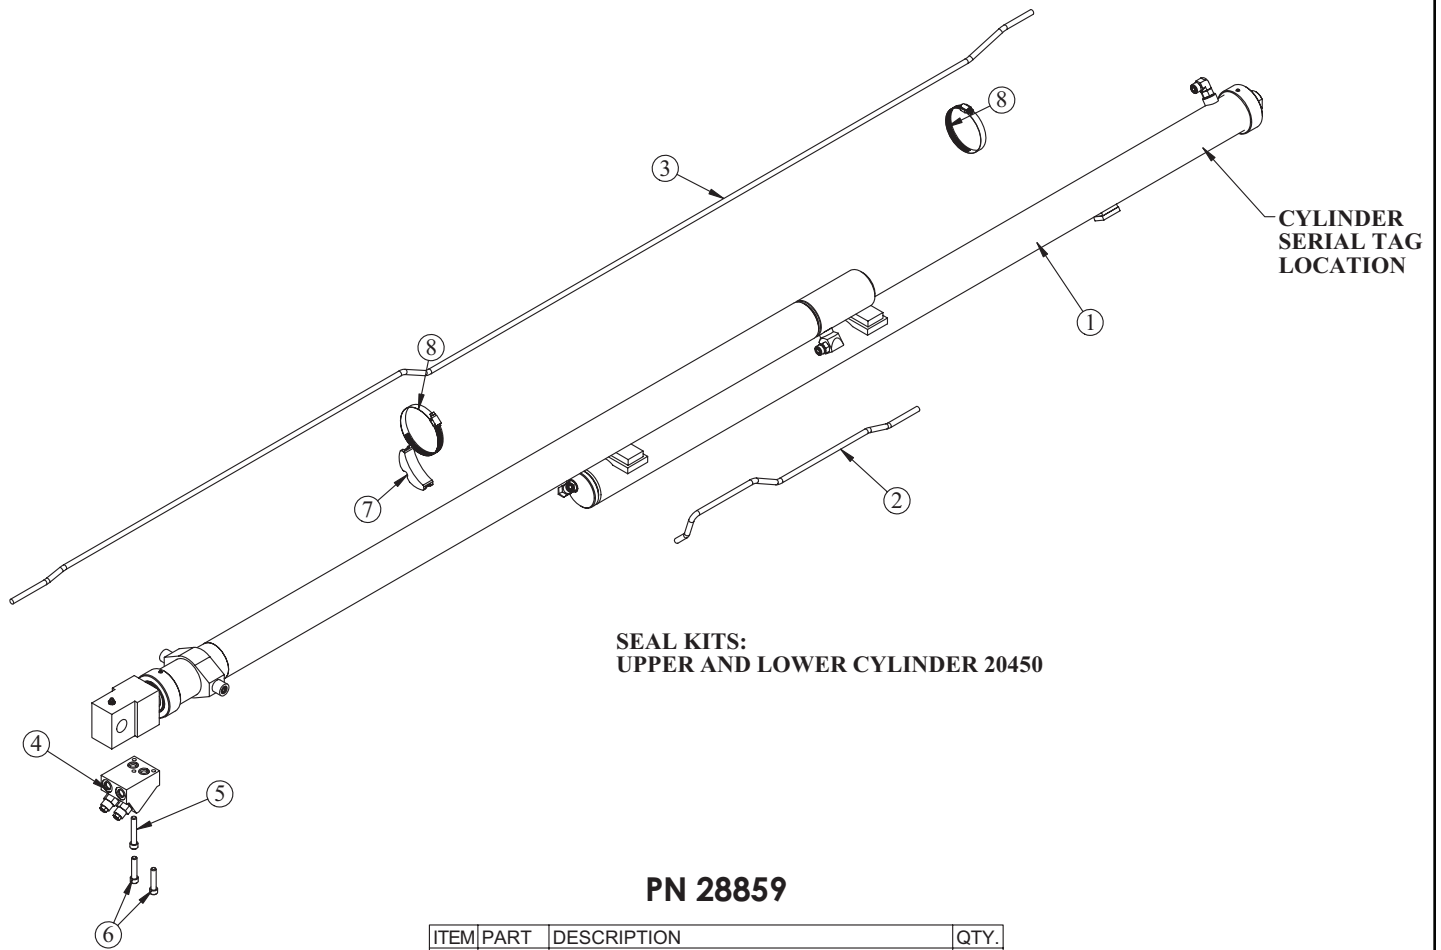 8
3
CYLINDER
SERIAL TAG
LOCATION
1
8
7
2
SEAL KITS:
UPPER AND LOWER CYLINDER 20450
4
5
6
PN 28859
ITEM PART DESCRIPTION QTY.